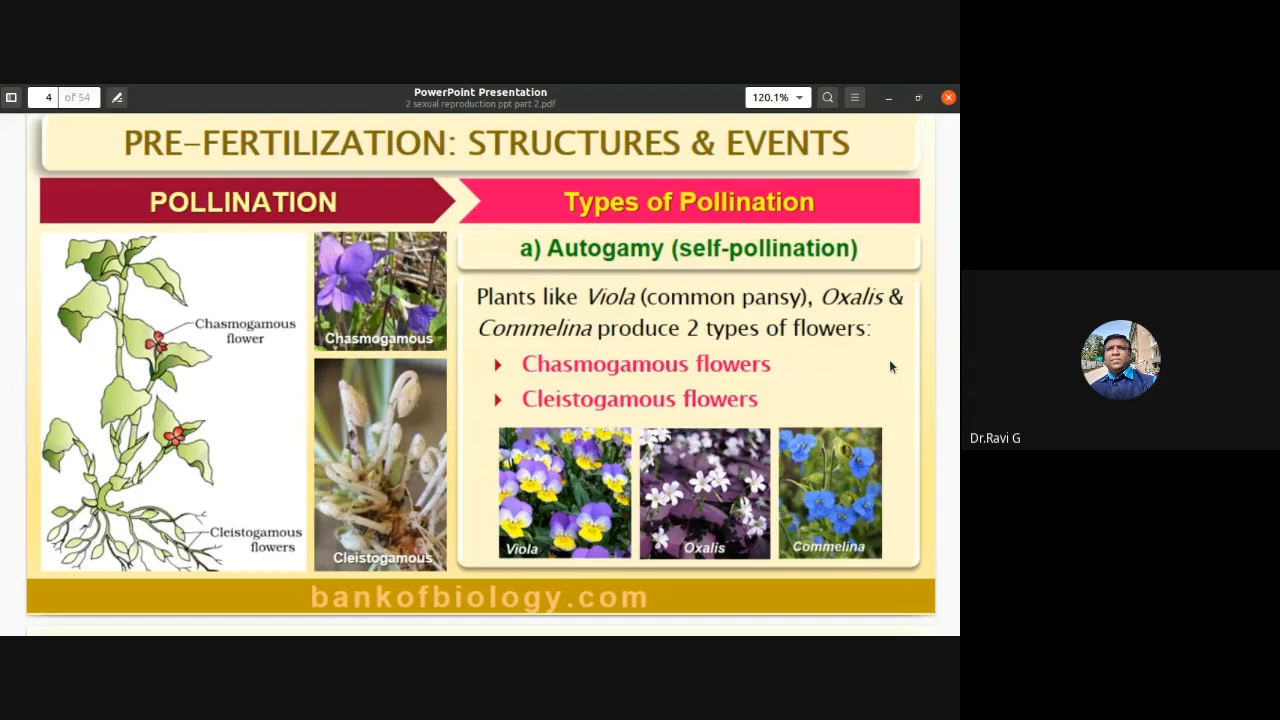 PowerPoint Presentation
4 of 54
2 sexual reproduction ppt part 2.pdf
120.1%
PRE–FERTILIZATION: STRUCTURES & EVENTS
POLLINATION
Types of Pollination
a) Autogamy (self-pollination)
Plants like Viola (common pansy), Oxalis &
Commelina produce 2 types of flowers:
Chasmogamous flowers
Cleistogamous flowers
Chasmogamous
flower
Cleistogamous
flowers
Chasmogamous
Cleistogamous
Viola
Oxalis
Commelina
bankofbiology.com
Dr.Ravi G